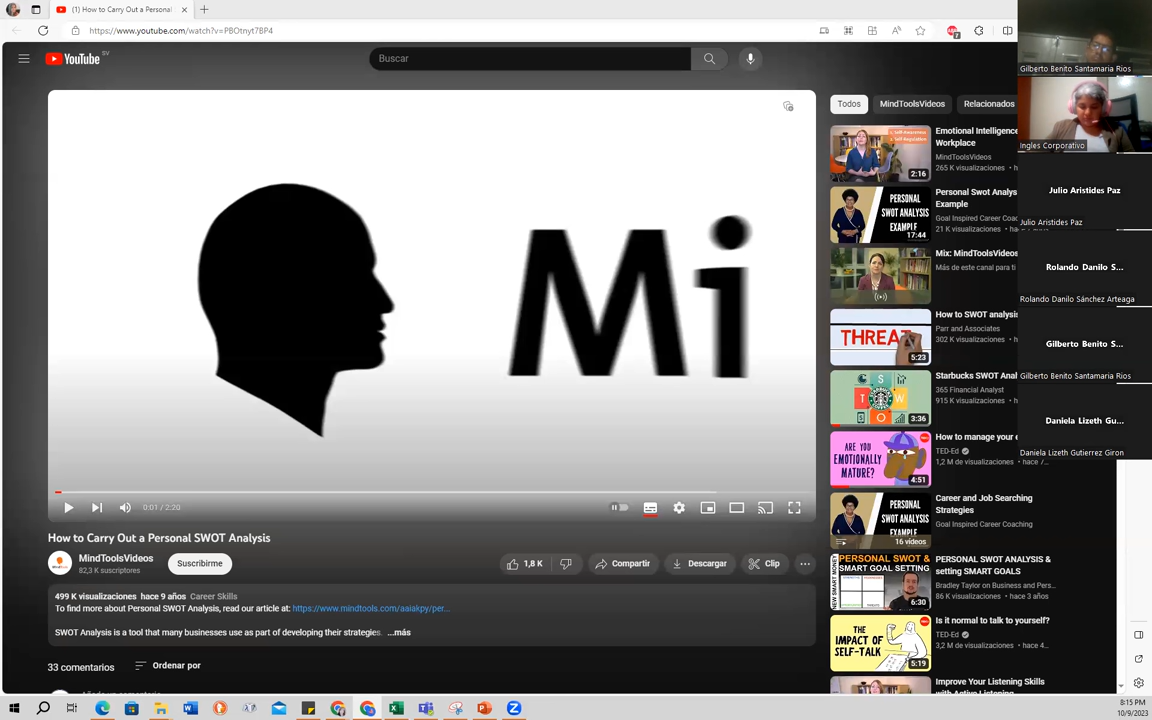 (1) How to Carry Out a Personal
https://www.youtube.com/watch?v=PBOtnyt7BP4
YouTube
SV
Buscar
Mi
0:01 / 2:20
How to Carry Out a Personal SWOT Analysis
MindToolsVideos
82,3 K suscriptores
Suscribirme
1,8 K
Compartir
Descargar
Clip
499 K visualizaciones hace 9 años Career Skills
To find more about Personal SWOT Analysis, read our article at: https://www.mindtools.com/aaiakpy/per...
SWOT Analysis is a tool that many businesses use as part of developing their strategies. ...más
33 comentarios
Ordenar por
Todos
MindToolsVideos
Relacionados
2:16
Emotional Intelligence
Workplace
MindToolsVideos
265 K visualizaciones
PERSONAL
SWOT ANALYSIS
EXAMPLE
17:44
Personal Swot Analys
Example
Goal Inspired Career Coac
21 K visualizaciones • ha
Mix: MindToolsVideos
Más de este canal para ti
THREAT
5:23
How to SWOT analysis
Parr and Associates
302 K visualizaciones • ha
S
T
W
O
3:36
Starbucks SWOT Anal
365 Financial Analyst
915 K visualizaciones • ha
ARE YOU
EMOTIONALLY
MATURE?
4:51
How to manage your e
TED-Ed
1,2 M de visualizaciones • hace 7...
PERSONAL
SWOT ANALYSIS
EXAMPLE
16 videos
Career and Job Searching
Strategies
Goal Inspired Career Coaching
PERSONAL SWOT &
SMART GOAL SETTING
6:30
PERSONAL SWOT ANALYSIS &
setting SMART GOALS
Bradley Taylor on Business and Pers...
86 K visualizaciones • hace 3 años
THE
IMPACT OF
SELF-TALK
5:19
Is it normal to talk to yourself?
TED-Ed
3,2 M de visualizaciones • hace 4...
Improve Your Listening Skills
with Active Listening
Gilberto Benito Santamaria Rios
Ingles Corporativo
Julio Aristides Paz
Julio Aristides Paz
Rolando Danilo S...
Rolando Danilo Sánchez Arteaga
Gilberto Benito S...
Gilberto Benito Santamaria Rios
Daniela Lizeth Gu...
Daniela Lizeth Gutierrez Giron
8:15 PM
10/9/2023